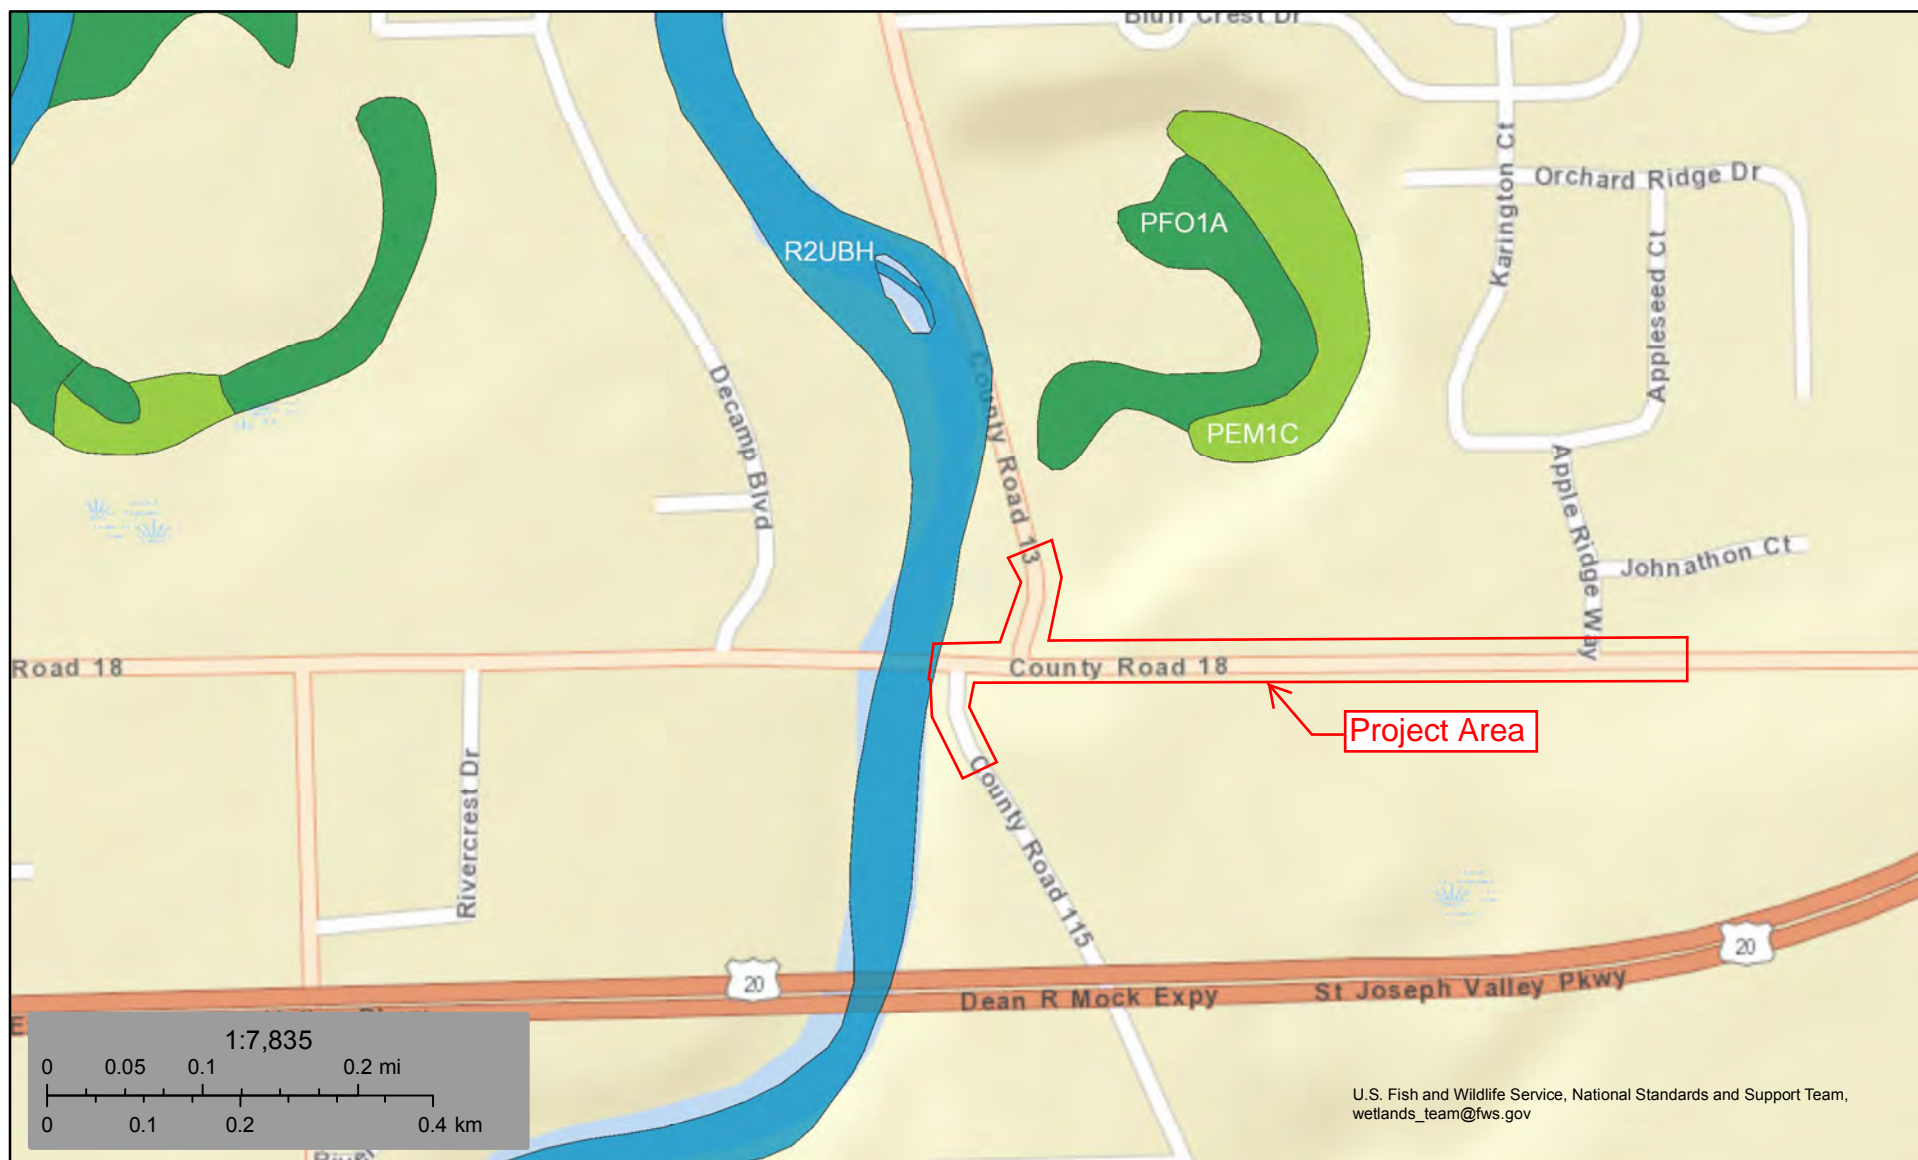 Bluff Crest Dr
Karington Ct
Orchard Ridge Dr
PFO1A
R2UBH
Appleseed Ct
Decamp Blvd
County Road 13
PEM1C
Apple Ridge Way
Johnathon Ct
Road 18
County Road 18
Project Area
Rivercrest Dr
County Road 115
20
20
Dean R Mock Expy
St Joseph Valley Pkwy
1:7,835
0 0.05 0.1 0.2 mi
0 0.1 0.2 0.4 km
U.S. Fish and Wildlife Service, National Standards and Support Team,
wetlands_team@fws.gov